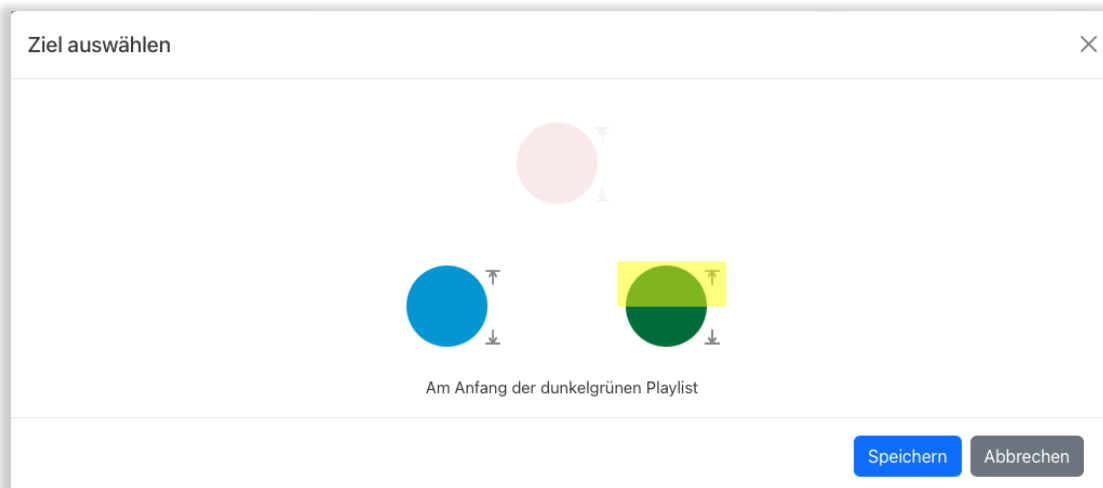 Ziel auswählen
Am Anfang der dunkelgrünen Playlist
Speichern Abbrechen